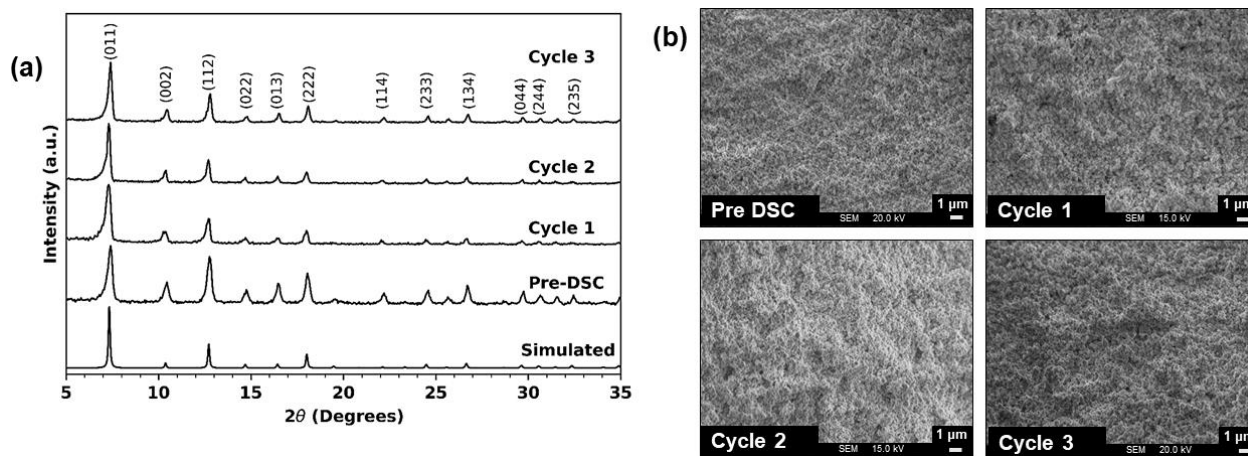 (a)
Intensity (a.u.)
(011)
(002)
(112)
(022)
(013)
(222)
(114)
(233)
(134)
(044)
(244)
(235)
Cycle 3
Cycle 2
Cycle 1
Pre-DSC
Simulated
5 10 15 20 25 30 35
2θ (Degrees)
(b)
Pre DSC SEM 20.0 kV 1 µm
Cycle 1 SEM 15.0 kV 1 µm
Cycle 2 SEM 15.0 kV 1 µm
Cycle 3 SEM 20.0 kV 1 µm